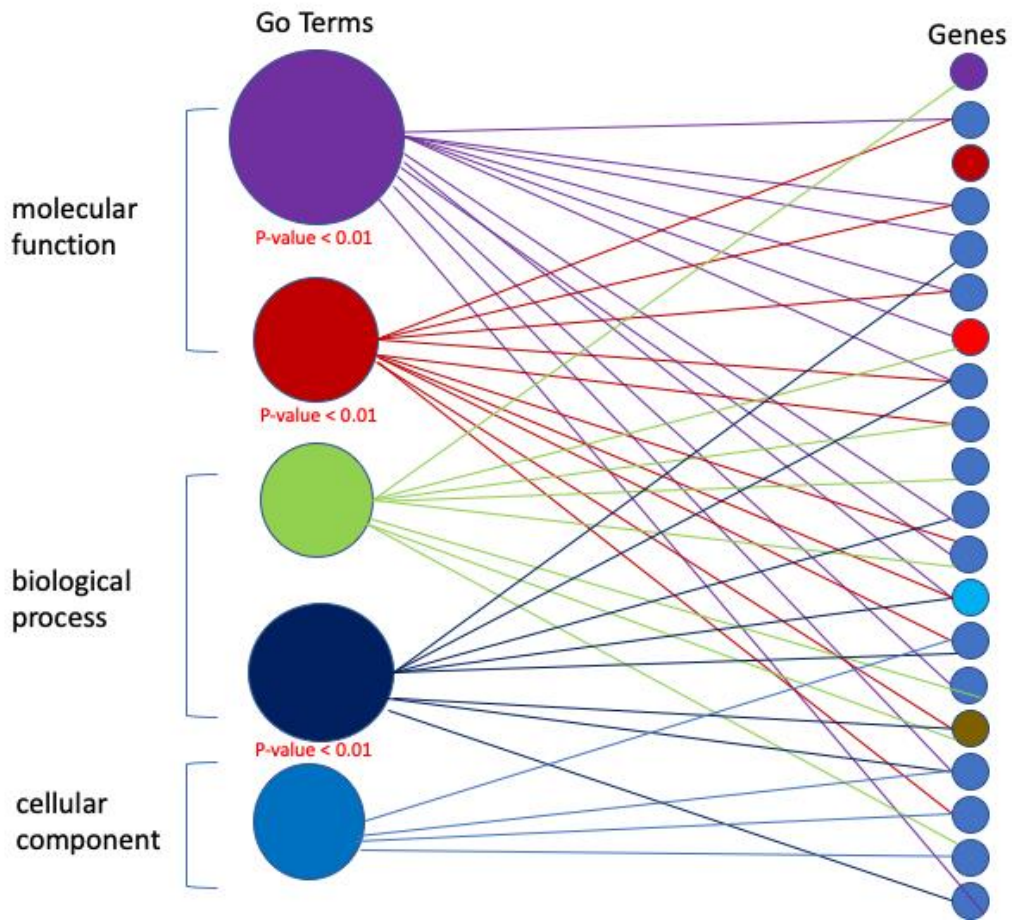 Go Terms
Genes
molecular
function
P-value < 0.01
P-value < 0.01
biological
process
P-value < 0.01
cellular
component